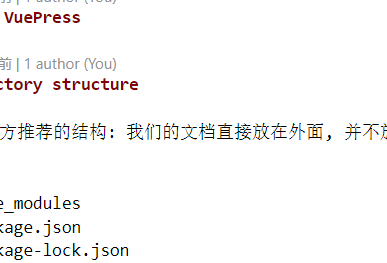 前 | 1 author (You)
VuePress
前 | 1 author (You)
ctory structure
方推荐的结构: 我们的文档直接放在外面, 并不放
e_modules
kage.json
kage-lock.json